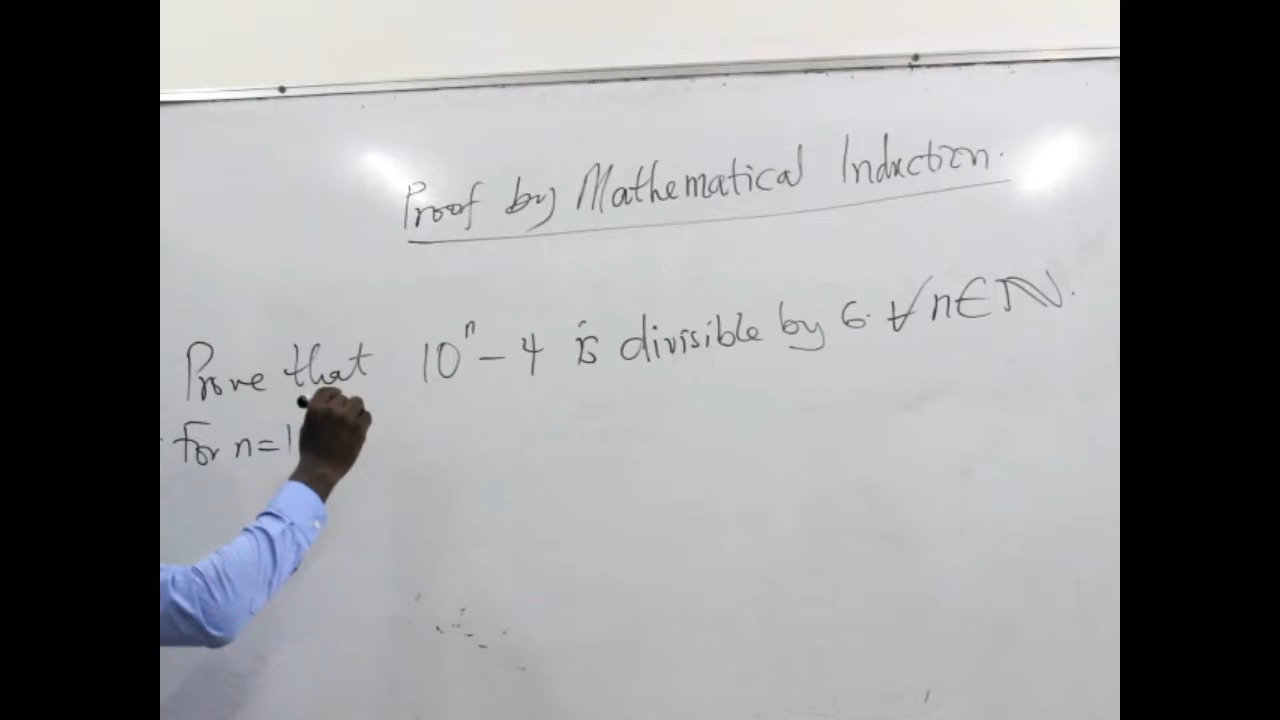 Proof by Mathematical Induction.
Prove that 10ⁿ - 4 is divisible by 6. ∀ n ∈ ℕ.
For n=1